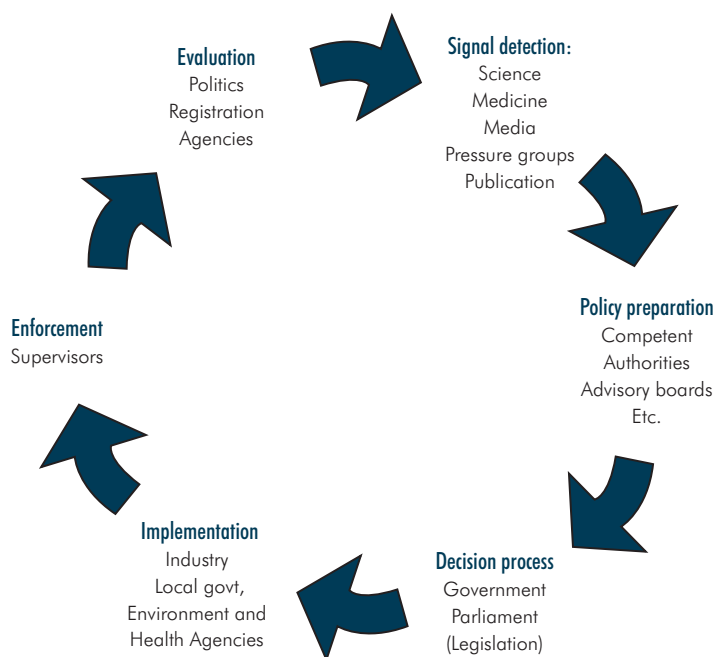 Evaluation
Politics
Registration
Agencies
Signal detection:
Science
Medicine
Media
Pressure groups
Publication
Policy preparation
Competent
Authorities
Advisory boards
Etc.
Decision process
Government
Parliament
(Legislation)
Implementation
Industry
Local govt,
Environment and
Health Agencies
Enforcement
Supervisors